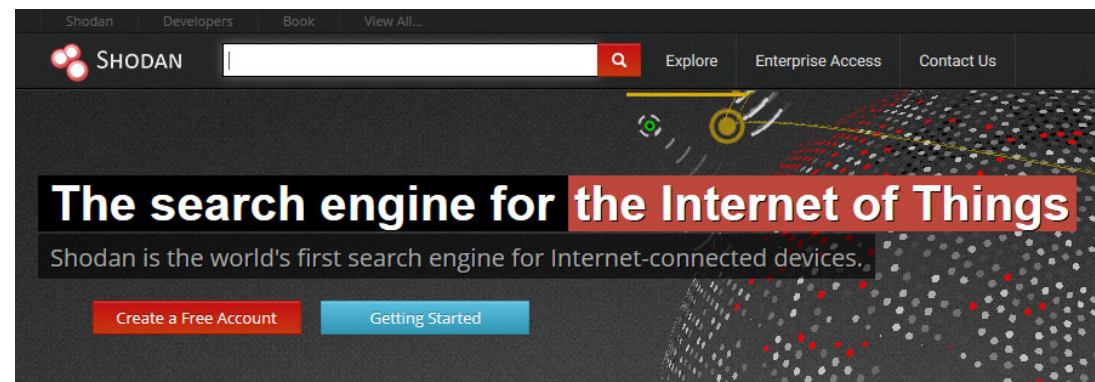 Shodan Developers Book View All...
SHODAN Explore Enterprise Access Contact Us
The search engine for the Internet of Things
Shodan is the world's first search engine for Internet-connected devices.
Create a Free Account Getting Started